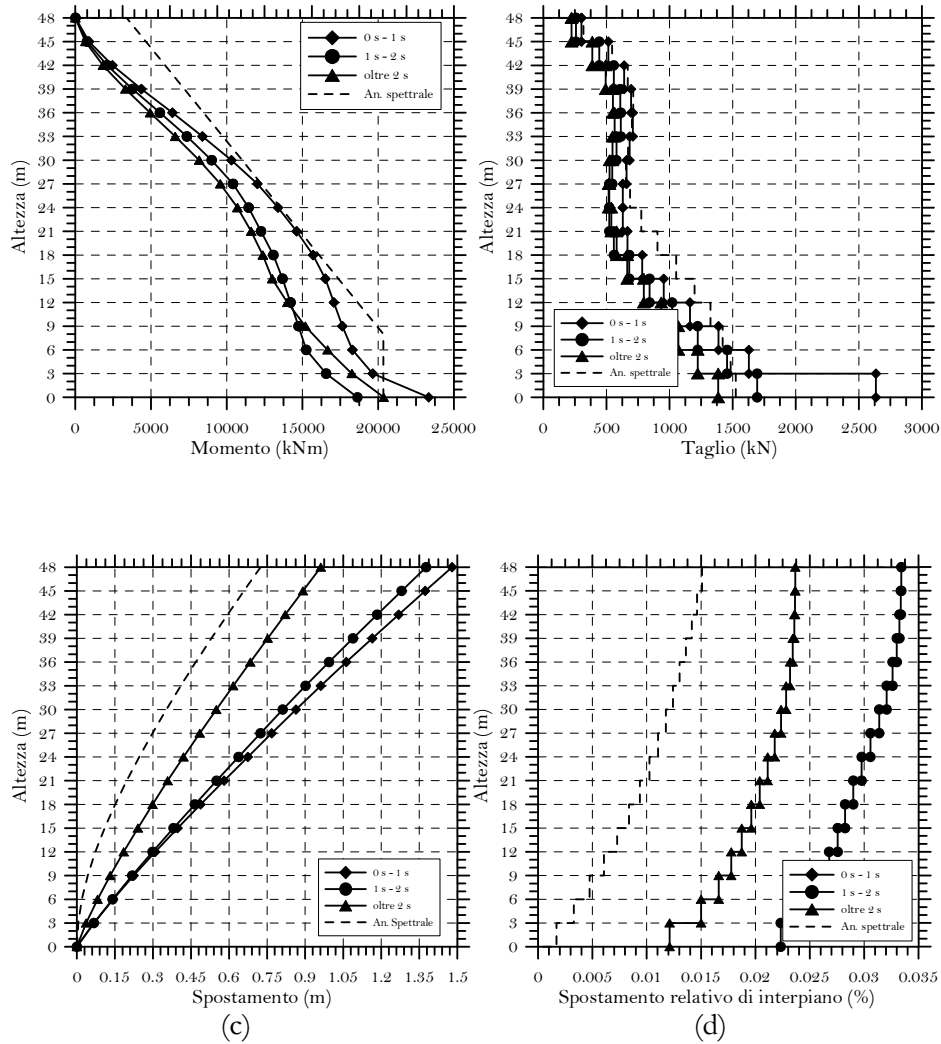 48
45
42
39
36
33
30
27
24
21
18
15
12
9
6
3
0
Altezza (m)
0 s - 1 s
1 s - 2 s
oltre 2 s
An. spettrale
0 5000 10000 15000 20000 25000
Momento (kNm)
48
45
42
39
36
33
30
27
24
21
18
15
12
9
6
3
0
Altezza (m)
0 s - 1 s
1 s - 2 s
oltre 2 s
An. spettrale
0 500 1000 1500 2000 2500 3000
Taglio (kN)
48
45
42
39
36
33
30
27
24
21
18
15
12
9
6
3
0
Altezza (m)
0 s - 1 s
1 s - 2 s
oltre 2 s
An. Spettrale
0 0.15 0.3 0.45 0.6 0.75 0.9 1.05 1.2 1.35 1.5
Spostamento (m)
(c)
48
45
42
39
36
33
30
27
24
21
18
15
12
9
6
3
0
Altezza (m)
0 s - 1 s
1 s - 2 s
oltre 2 s
An. spettrale
0 0.005 0.01 0.015 0.02 0.025 0.03 0.035
Spostamento relativo di interpiano (%)
(d)